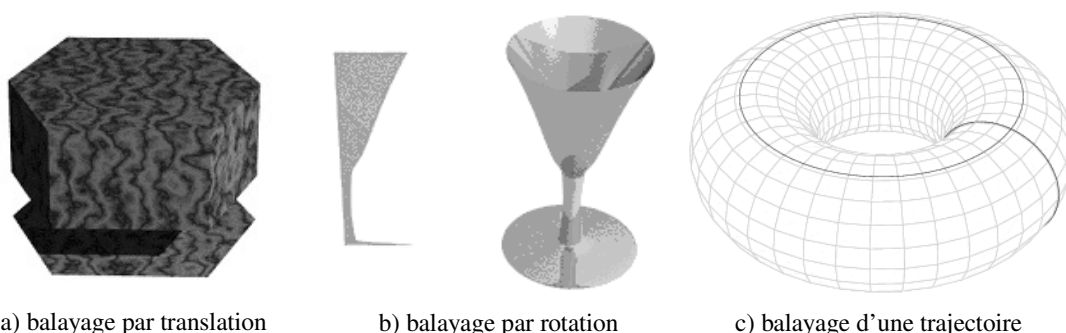 a) balayage par translation
b) balayage par rotation
c) balayage d'une trajectoire